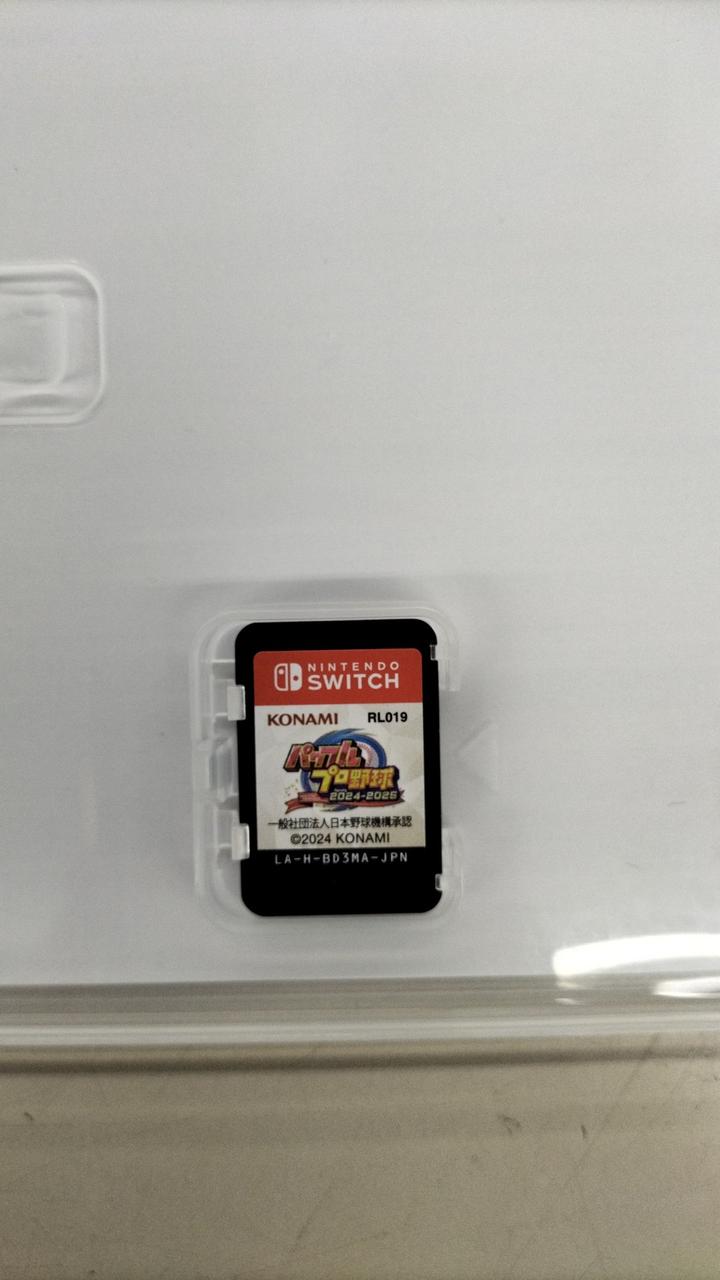 NINTENDO
SWITCH
KONAMI RL019
パワフル
プロ野球
2024-2025
一般社団法人日本野球機構承認
©2024 KONAMI
LA-H-BD3MA-JPN